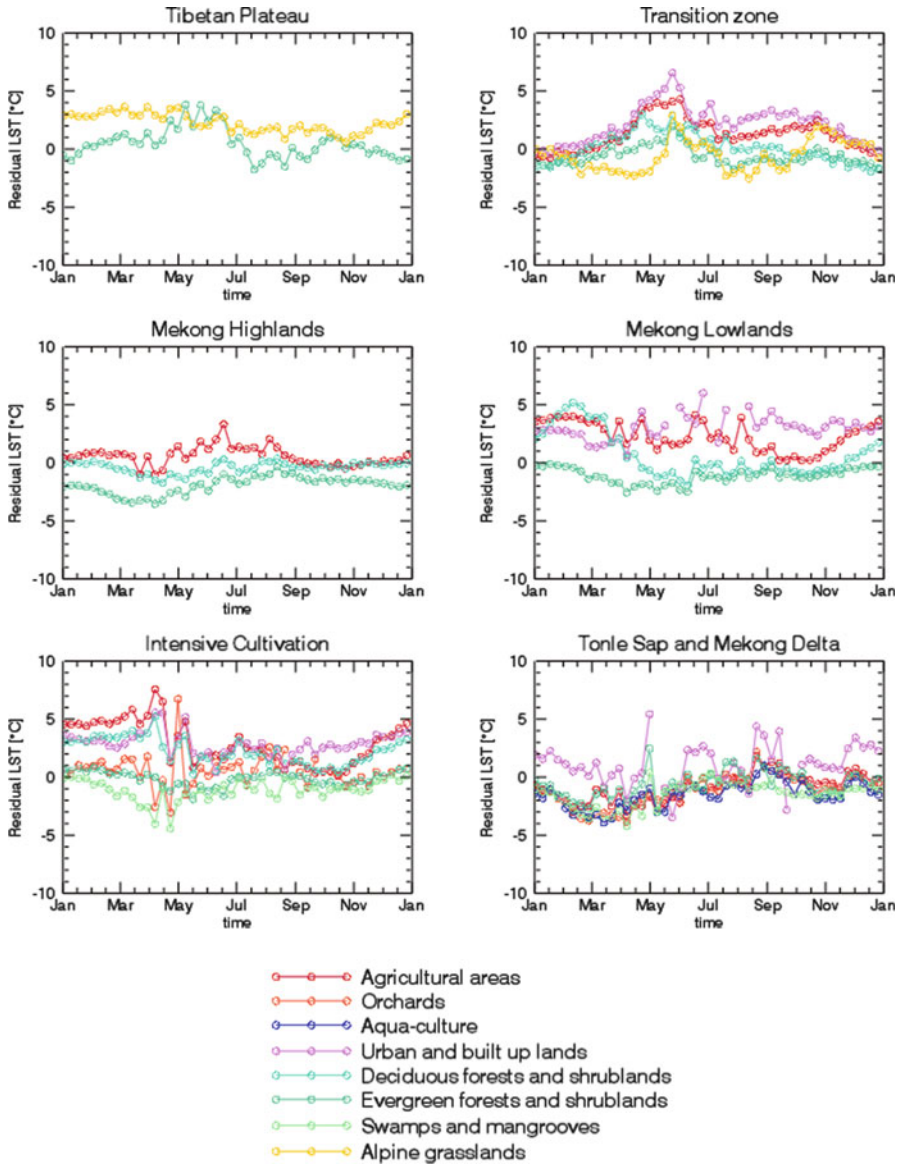 Tibetan Plateau
Transition zone
10
5
0
-5
-10
Residual LST [°C]
Jan Mar May Jul Sep Nov Jan
time
10
5
0
-5
-10
Residual LST [°C]
Jan Mar May Jul Sep Nov Jan
time
Mekong Highlands
Mekong Lowlands
10
5
0
-5
-10
Residual LST [°C]
Jan Mar May Jul Sep Nov Jan
time
10
5
0
-5
-10
Residual LST [°C]
Jan Mar May Jul Sep Nov Jan
time
Intensive Cultivation
Tonle Sap and Mekong Delta
10
5
0
-5
-10
Residual LST [°C]
Jan Mar May Jul Sep Nov Jan
time
10
5
0
-5
-10
Residual LST [°C]
Jan Mar May Jul Sep Nov Jan
time
Agricultural areas
Orchards
Aqua-culture
Urban and built up lands
Deciduous forests and shrublands
Evergreen forests and shrublands
Swamps and mangrooves
Alpine grasslands